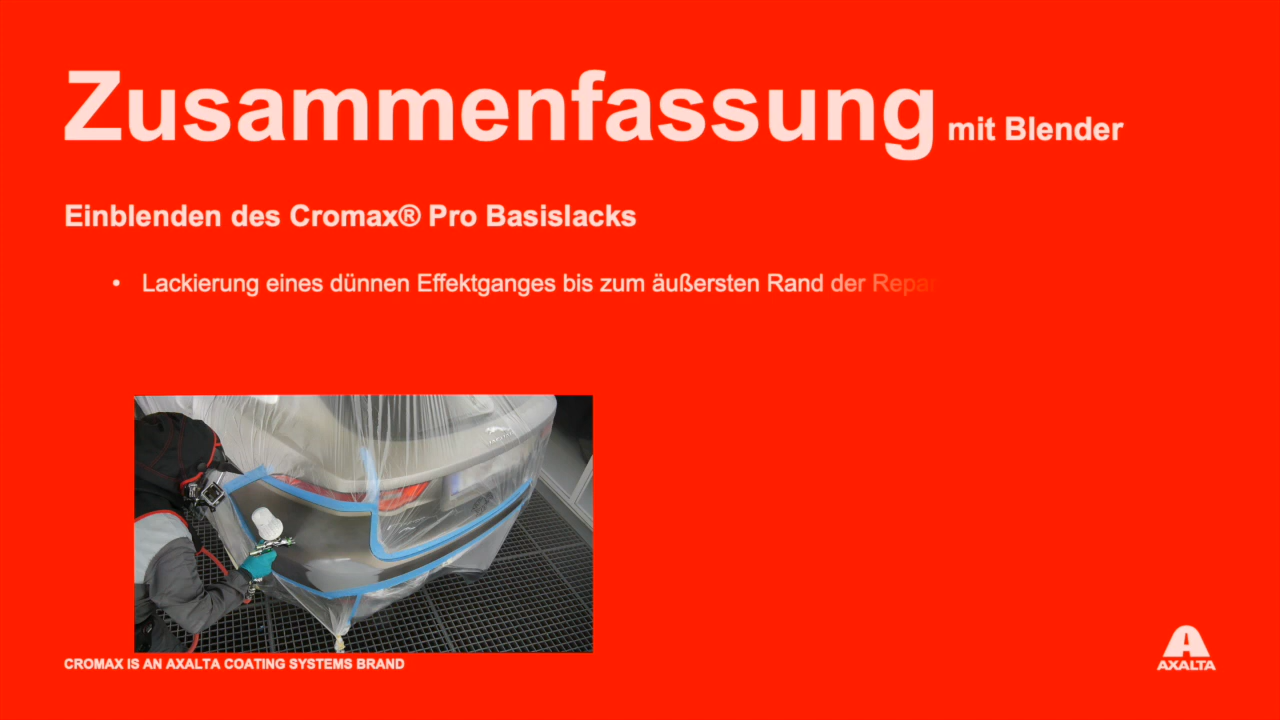 Zusammenfassung mit Blender
Einblenden des Cromax® Pro Basislacks
• Lackierung eines dünnen Effektganges bis zum äußersten Rand der
CROMAX IS AN AXALTA COATING SYSTEMS BRAND
AXALTA